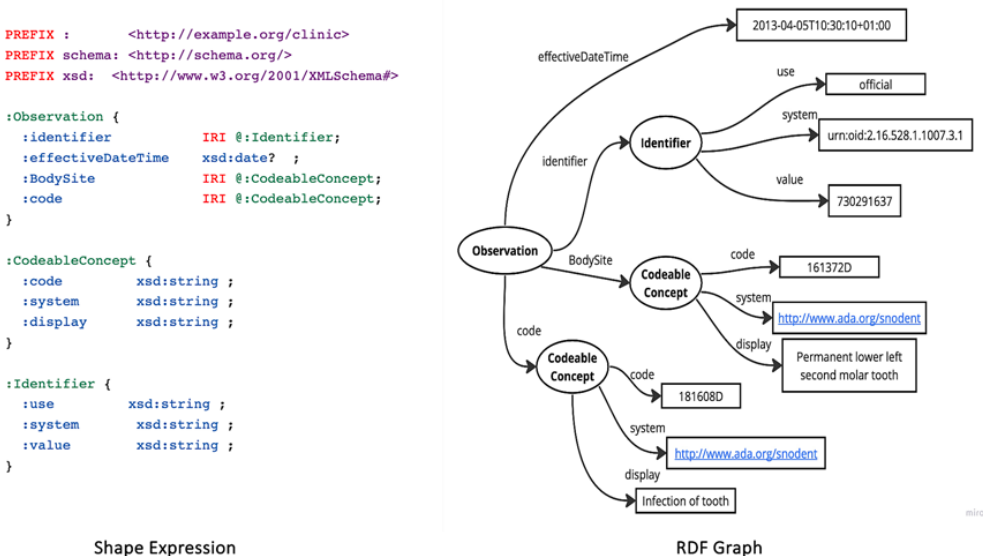 PREFIX :        <http://example.org/clinic>
PREFIX schema: <http://schema.org/>
PREFIX xsd:  <http://www.w3.org/2001/XMLSchema#>
:Observation {
:identifier IRI @:Identifier;
:effectiveDateTime xsd:date? ;
:BodySite IRI @:CodeableConcept;
:code IRI @:CodeableConcept;
}
:CodeableConcept {
:code xsd:string ;
:system xsd:string ;
:display xsd:string ;
}
:Identifier {
:use xsd:string ;
:system xsd:string ;
:value xsd:string ;
}
Shape Expression
2013-04-05T10:30:10+01:00
effectiveDateTime
use
official
system
urn:oid:2.16.528.1.1007.3.1
Identifier
identifier
value
730291637
Observation
BodySite
code
161372D
Codeable
Concept
system
http://www.ada.org/snodent
display
Permanent lower left
second molar tooth
code
Codeable
Concept
code
181608D
system
http://www.ada.org/snodent
display
Infection of tooth
miro
RDF Graph